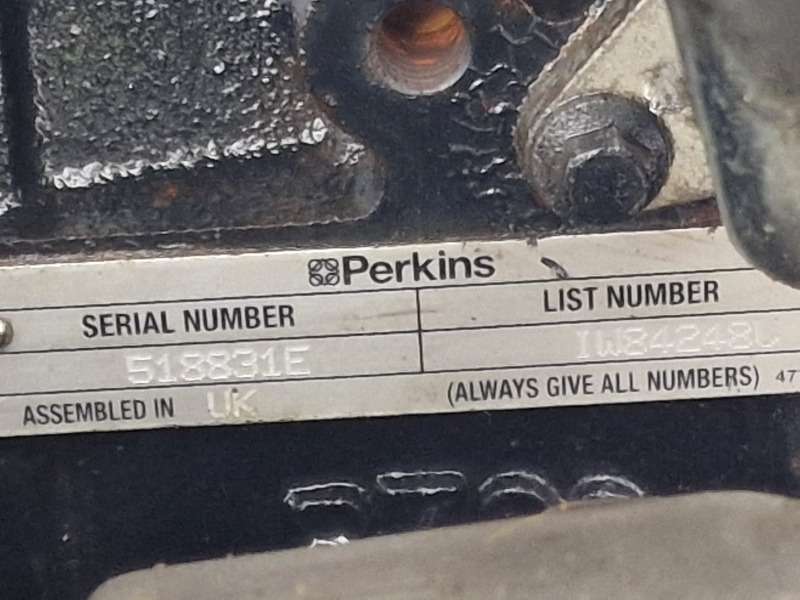 Perkins
SERIAL NUMBER
LIST NUMBER
518831E
ASSEMBLED IN UK
(ALWAYS GIVE ALL NUMBERS)